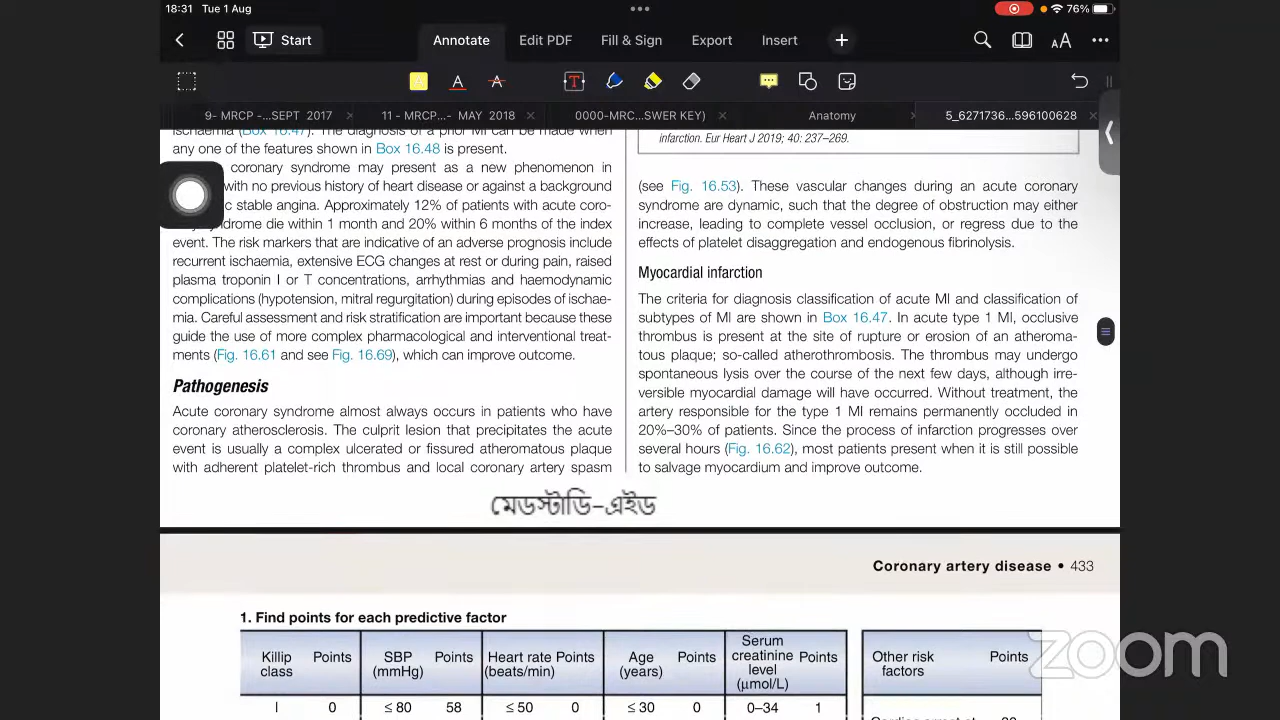 18:31 Tue 1 Aug
76%
Start
Annotate
Edit PDF
Fill & Sign
Export
Insert
AA
9- MRCP -...SEPT 2017
11 - MRCP...- MAY 2018
0000-MRC...SWER KEY)
Anatomy
5_6271736...596100628
ischaemia (Box 16.47). The diagnosis of a prior MI can be made when
any one of the features shown in Box 16.48 is present.
coronary syndrome may present as a new phenomenon in
with no previous history of heart disease or against a background
stable angina. Approximately 12% of patients with acute coro-
die within 1 month and 20% within 6 months of the index
event. The risk markers that are indicative of an adverse prognosis include
recurrent ischaemia, extensive ECG changes at rest or during pain, raised
plasma troponin I or T concentrations, arrhythmias and haemodynamic
complications (hypotension, mitral regurgitation) during episodes of ischae-
mia. Careful assessment and risk stratification are important because these
guide the use of more complex pharmacological and interventional treat-
ments (Fig. 16.61 and see Fig. 16.69), which can improve outcome.
Pathogenesis
Acute coronary syndrome almost always occurs in patients who have
coronary atherosclerosis. The culprit lesion that precipitates the acute
event is usually a complex ulcerated or fissured atheromatous plaque
with adherent platelet-rich thrombus and local coronary artery spasm
infarction. Eur Heart J 2019; 40: 237–269.
(see Fig. 16.53). These vascular changes during an acute coronary
syndrome are dynamic, such that the degree of obstruction may either
increase, leading to complete vessel occlusion, or regress due to the
effects of platelet disaggregation and endogenous fibrinolysis.
Myocardial infarction
The criteria for diagnosis classification of acute MI and classification of
subtypes of MI are shown in Box 16.47. In acute type 1 MI, occlusive
thrombus is present at the site of rupture or erosion of an atheroma-
tous plaque; so-called atherothrombosis. The thrombus may undergo
spontaneous lysis over the course of the next few days, although irre-
versible myocardial damage will have occurred. Without treatment, the
artery responsible for the type 1 MI remains permanently occluded in
20%–30% of patients. Since the process of infarction progresses over
several hours (Fig. 16.62), most patients present when it is still possible
to salvage myocardium and improve outcome.
মেডস্টাডি-এইড
Coronary artery disease • 433
1. Find points for each predictive factor
Killip class Points
SBP (mmHg) Points
Heart rate (beats/min) Points
Age (years) Points
Serum creatinine level (μmol/L) Points
Other risk factors Points
I 0 ≤ 80 58 ≤ 50 0 ≤ 30 0 0–34 1
zoom